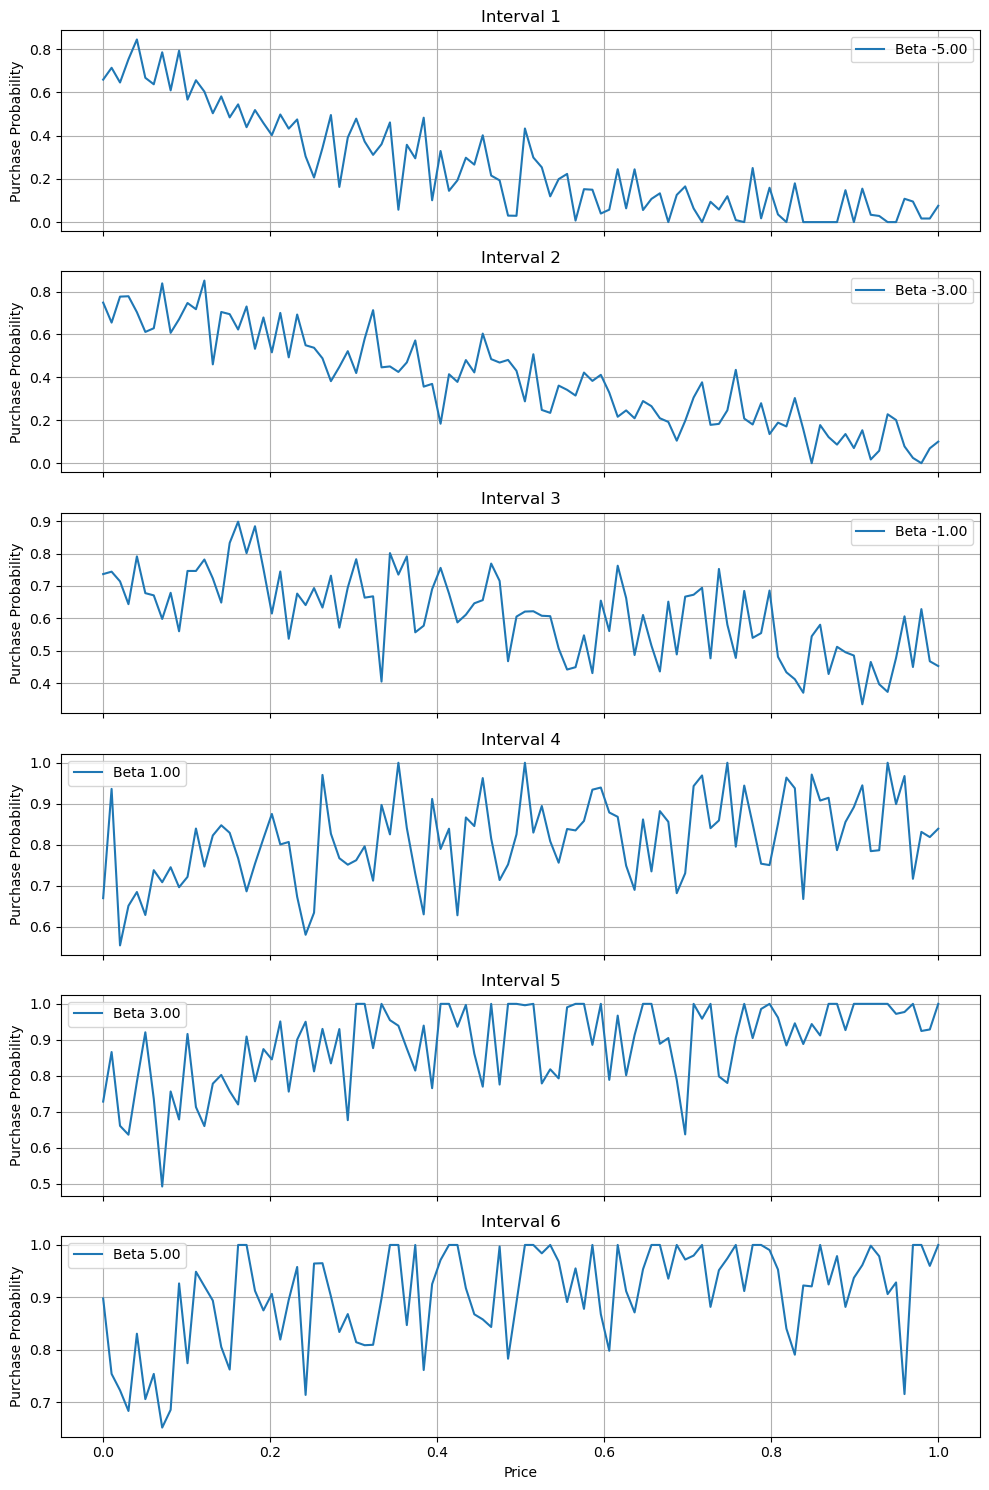 Interval 1
Purchase Probability
0.8
0.6
0.4
0.2
0.0
Beta -5.00
Interval 2
Purchase Probability
0.8
0.6
0.4
0.2
0.0
Beta -3.00
Interval 3
Purchase Probability
0.9
0.8
0.7
0.6
0.5
0.4
Beta -1.00
Interval 4
Purchase Probability
1.0
0.9
0.8
0.7
0.6
Beta 1.00
Interval 5
Purchase Probability
1.0
0.9
0.8
0.7
0.6
0.5
Beta 3.00
Interval 6
Purchase Probability
1.0
0.9
0.8
0.7
Beta 5.00
0.0 0.2 0.4 0.6 0.8 1.0
Price